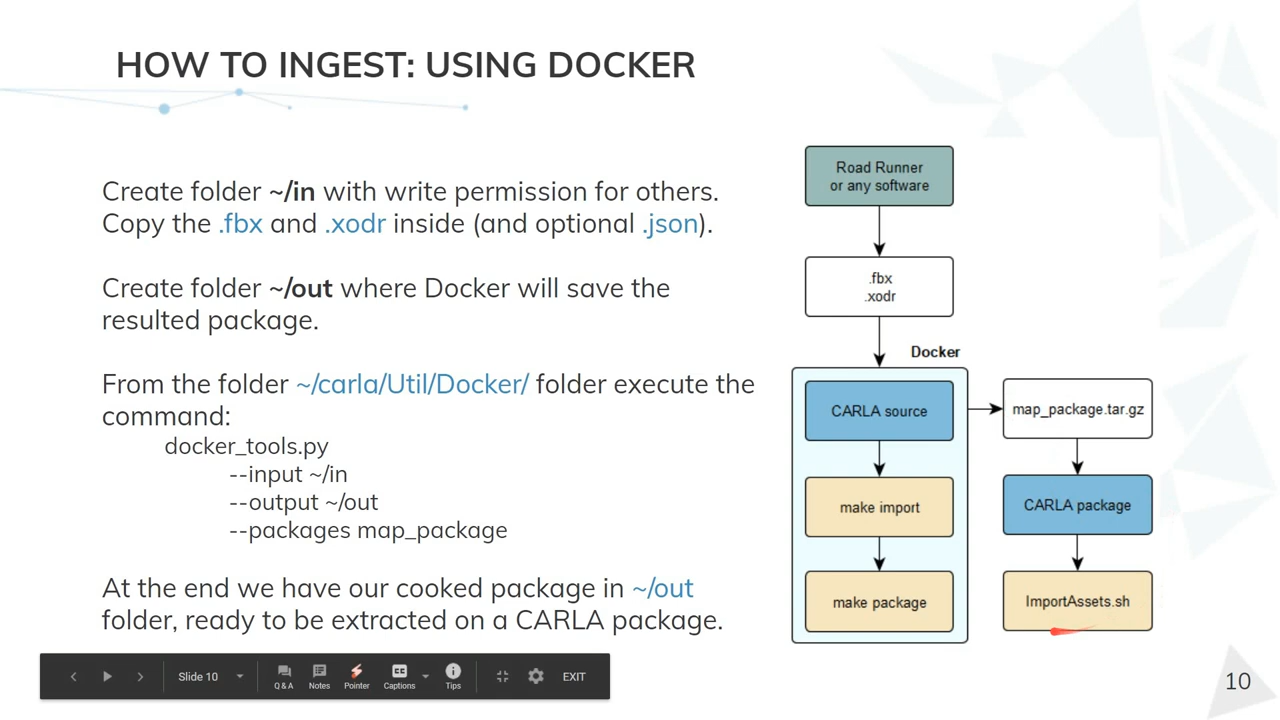 HOW TO INGEST: USING DOCKER
Create folder ~/in with write permission for others.
Copy the .fbx and .xodr inside (and optional .json).
Create folder ~/out where Docker will save the
resulted package.
From the folder ~/carla/Util/Docker/ folder execute the
command:
docker_tools.py
--input ~/in
--output ~/out
--packages map_package
At the end we have our cooked package in ~/out
folder, ready to be extracted on a CARLA package.
Road Runner
or any software
.fbx
.xodr
Docker
CARLA source
make import
make package
map_package.tar.gz
CARLA package
ImportAssets.sh
Slide 10
Q & A
Notes
Pointer
Captions
Tips
EXIT
10